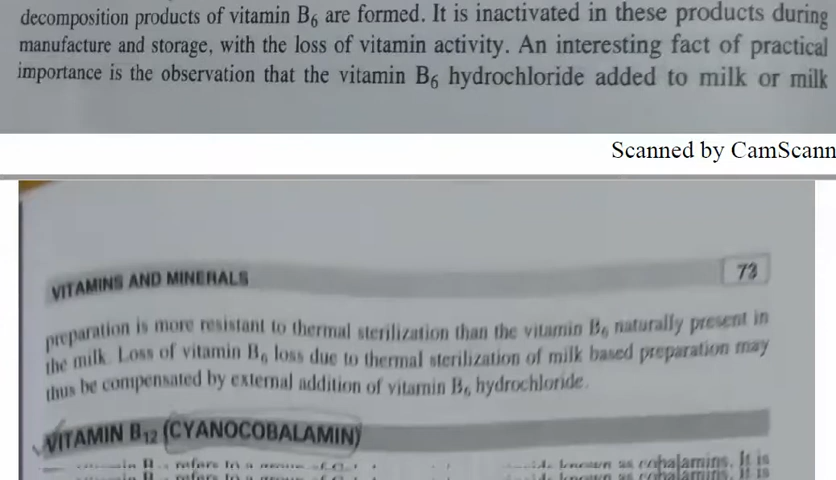 decomposition products of vitamin B₆ are formed. It is inactivated in these products during
manufacture and storage, with the loss of vitamin activity. An interesting fact of practical
importance is the observation that the vitamin B₆ hydrochloride added to milk or milk
Scanned by CamScann
VITAMINS AND MINERALS 73
preparation is more resistant to thermal sterilization than the vitamin B₆ naturally present in
the milk. Loss of vitamin B₆ loss due to thermal sterilization of milk based preparation may
thus be compensated by external addition of vitamin B₆ hydrochloride.
VITAMIN B₁₂ (CYANOCOBALAMIN)
known as cobalamins. It is